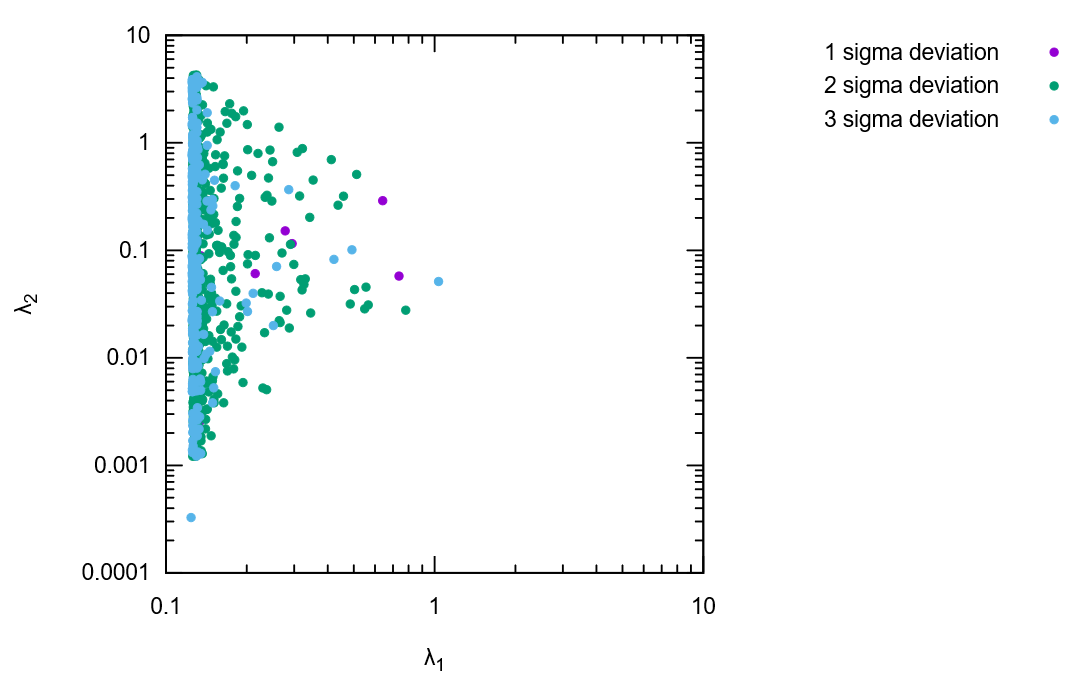 10
1
0.1
0.01
0.001
0.0001
0.1 1 10
λ2
λ1
1 sigma deviation
2 sigma deviation
3 sigma deviation